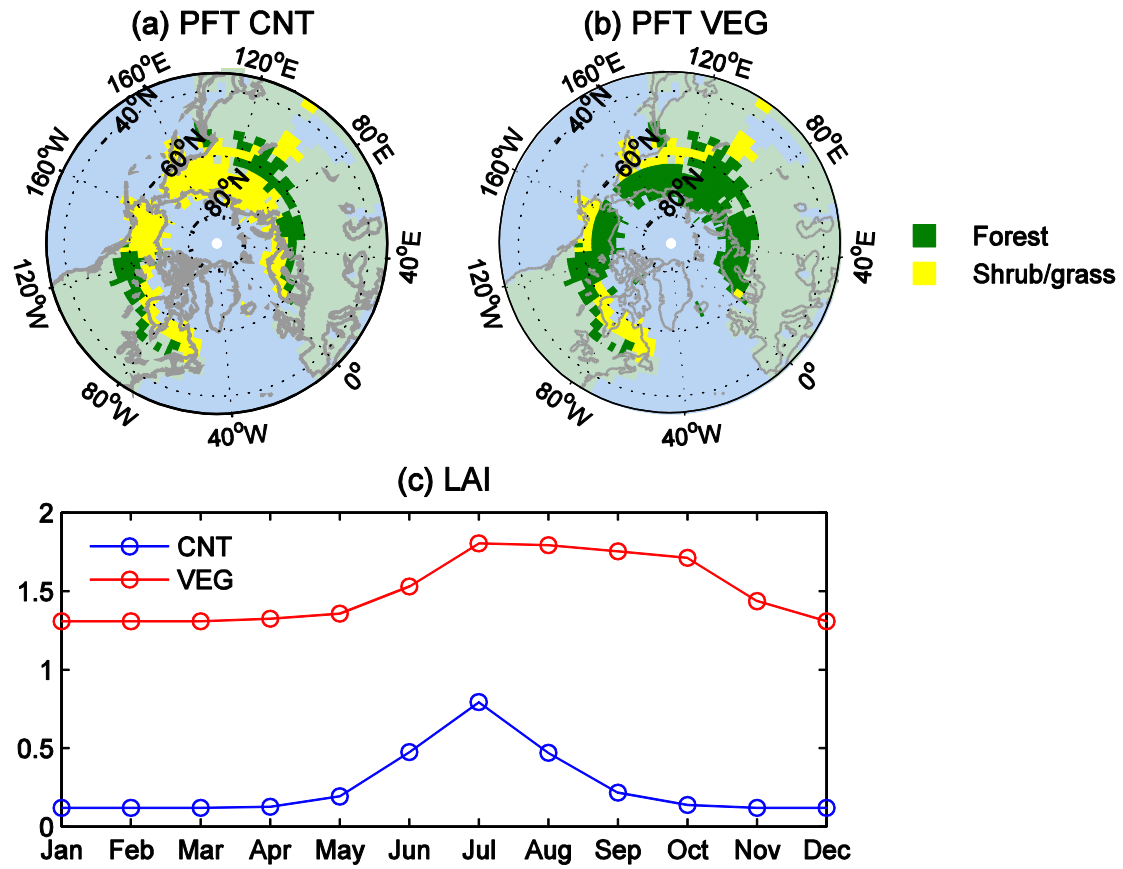 (a) PFT CNT
(b) PFT VEG
160°E
120°E
40°N
80°E
160°W
60°N
80°N
40°E
120°W
0°
80°W
40°W
160°E
120°E
40°N
80°E
160°W
60°N
80°N
40°E
120°W
0°
80°W
40°W
Forest
Shrub/grass
(c) LAI
2
CNT
VEG
1.5
1
0.5
0
Jan Feb Mar Apr May Jun Jul Aug Sep Oct Nov Dec